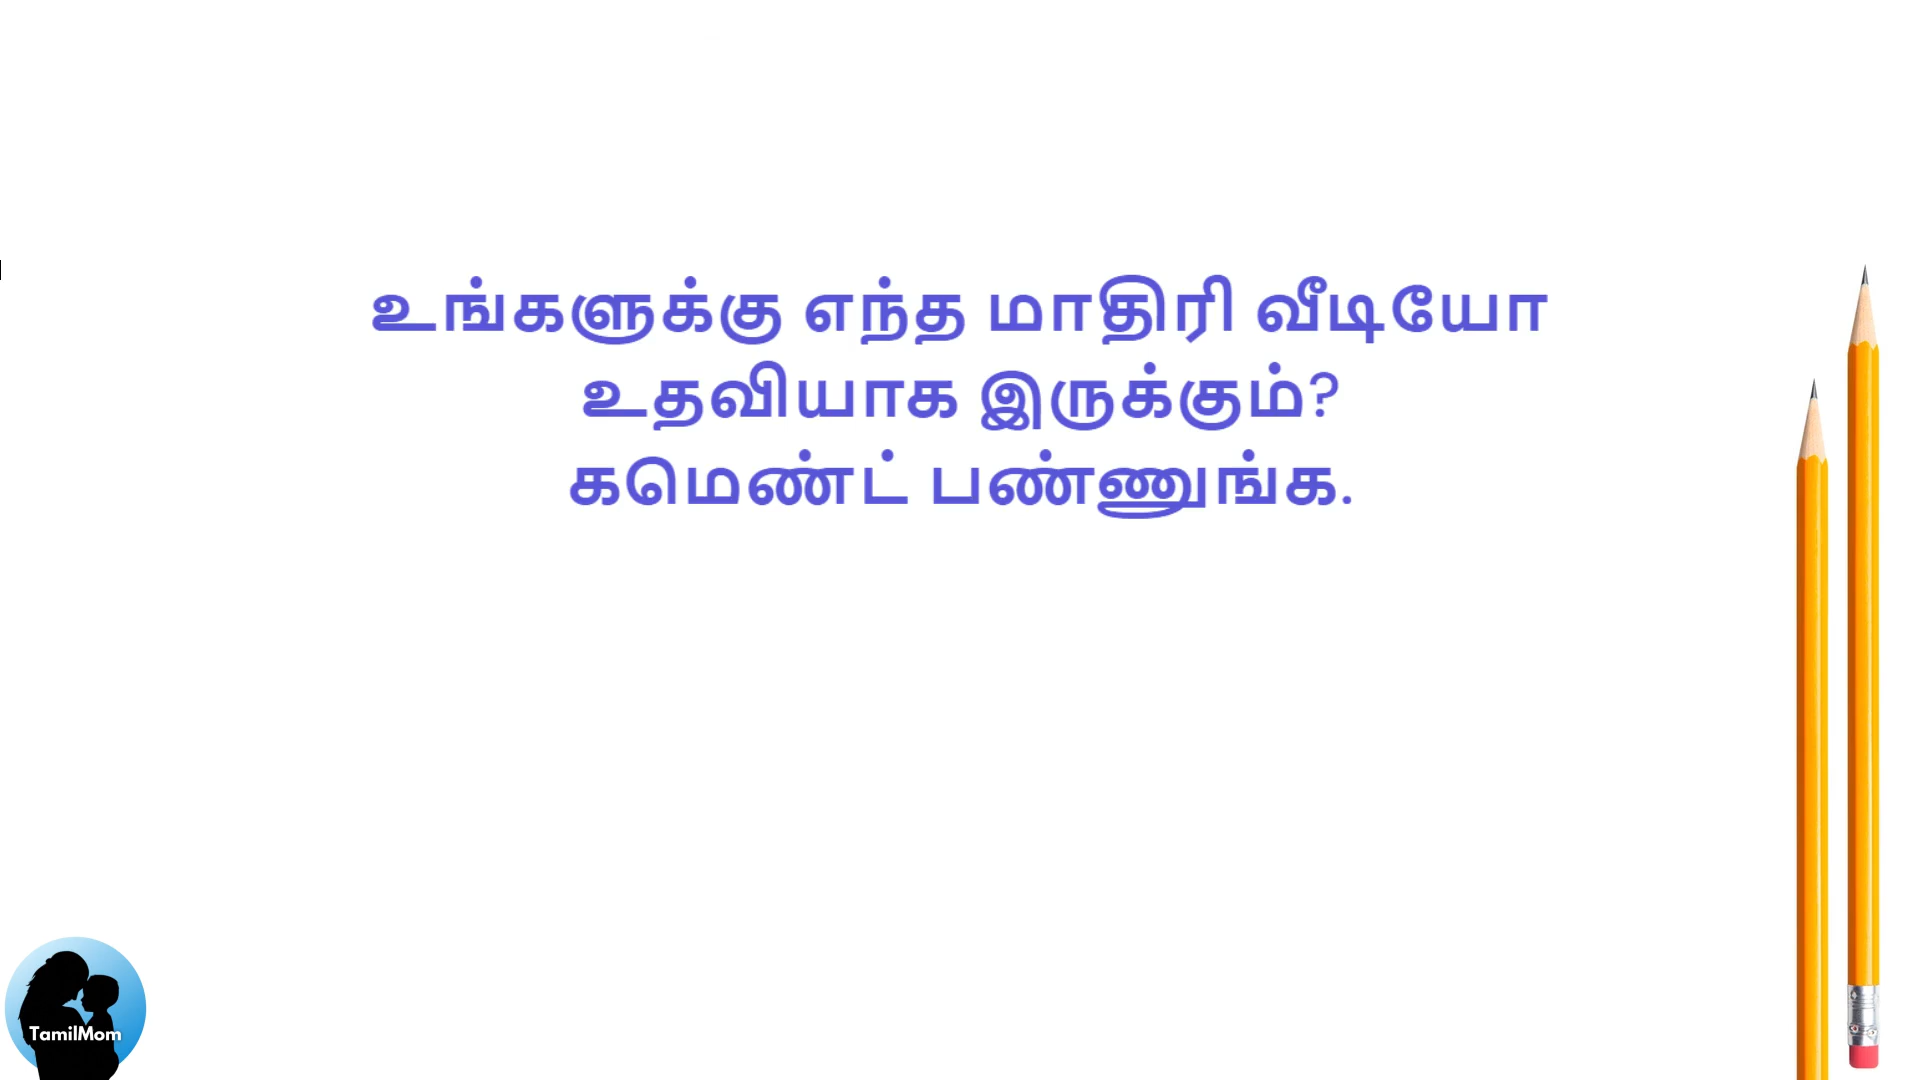 உங்களுக்கு எந்த மாதிரி வீடியோ
உதவியாக இருக்கும்?
கமெண்ட் பண்ணுங்க.
TamilMom